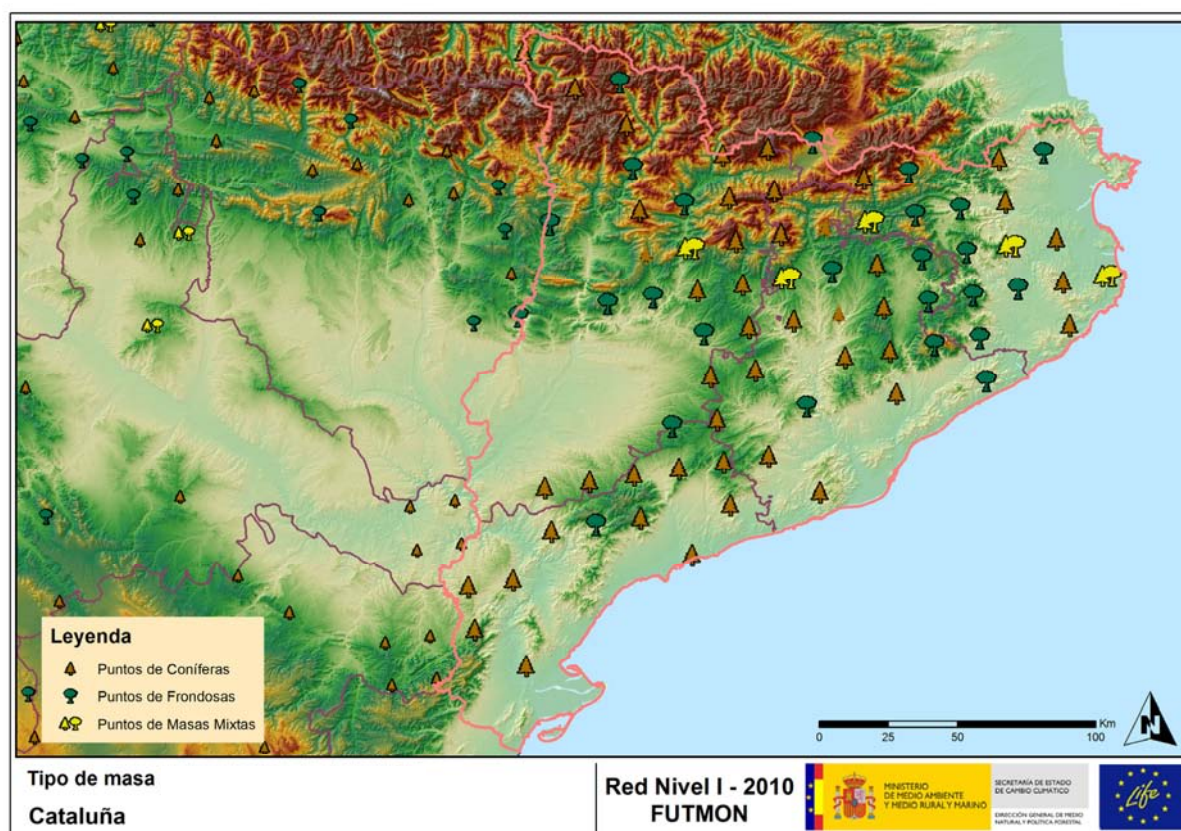 Leyenda
Puntos de Coníferas
Puntos de Frondosas
Puntos de Masas Mixtas
Km
0 25 50 100
N
Tipo de masa
Cataluña
Red Nivel I - 2010
FUTMON
MINISTERIO
DE MEDIO AMBIENTE
Y MEDIO RURAL Y MARINO
SECRETARÍA DE ESTADO
DE CAMBIO CLIMÁTICO
DIRECCIÓN GENERAL DE MEDIO
NATURAL Y POLÍTICA FORESTAL
Life